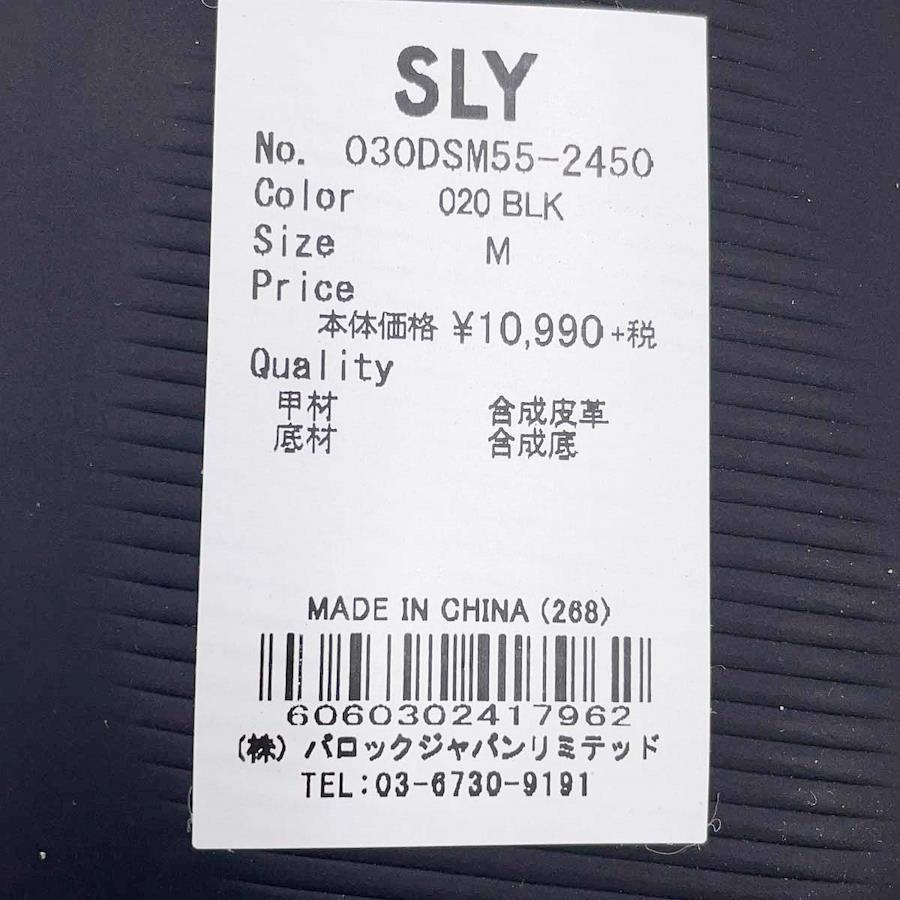 SLY
No. 030DSM55-2450
Color 020 BLK
Size M
Price
本体価格 ¥10,990+税
Quality
甲材 合成皮革
底材 合成底
MADE IN CHINA (268)
6060302417962
(株) バロックジャパンリミテッド
TEL:03-6730-9191